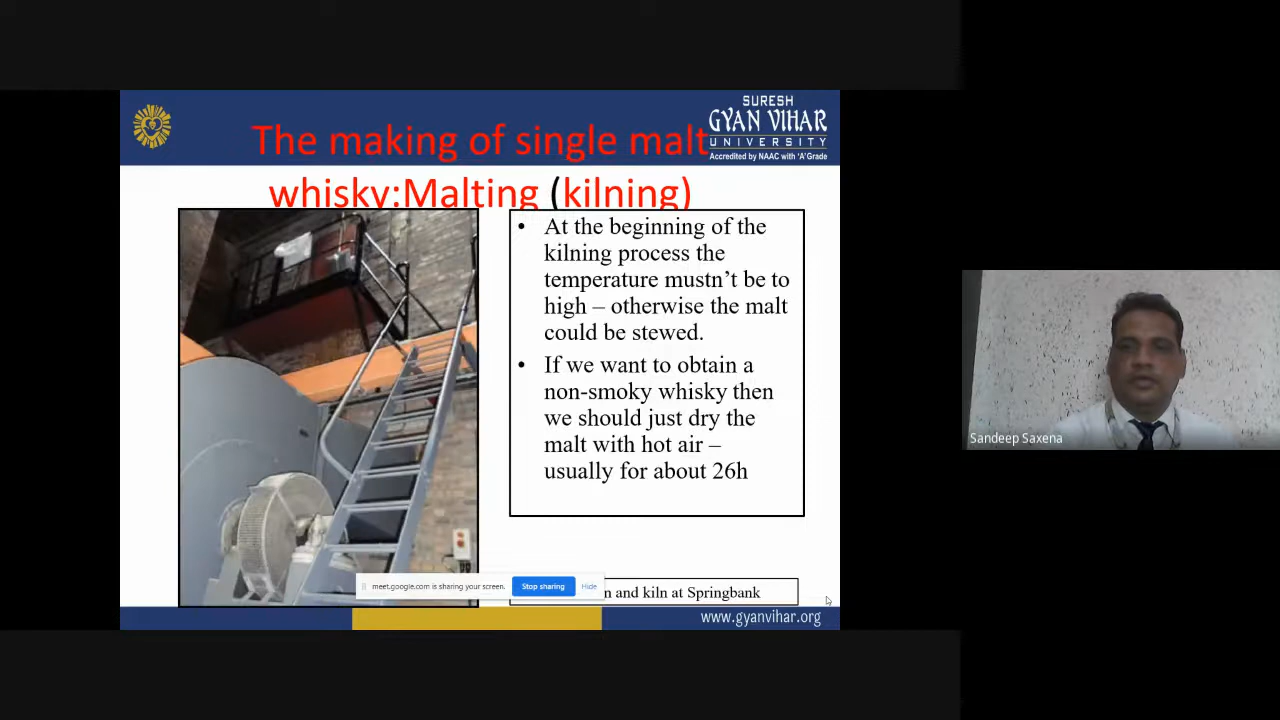 SURESH
GYAN VIHAR
UNIVERSITY
Accredited by NAAC with 'A' Grade
The making of single malt
whisky:Malting (kilning)
• At the beginning of the
kilning process the
temperature mustn't be to
high – otherwise the malt
could be stewed.
• If we want to obtain a
non-smoky whisky then
we should just dry the
malt with hot air –
usually for about 26h
Sandeep Saxena
meet.google.com is sharing your screen.
Stop sharing
Hide
and kiln at Springbank
www.gyanvihar.org